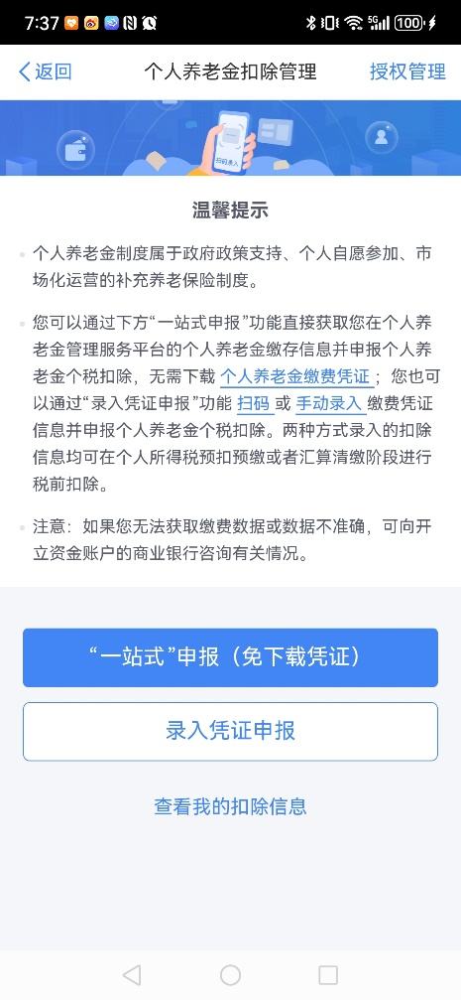 7:37
5G
100
返回
个人养老金扣除管理
授权管理
扫码录入
温馨提示
个人养老金制度属于政府政策支持、个人自愿参加、市
场化运营的补充养老保险制度。
您可以通过下方“一站式申报”功能直接获取您在个人养
老金管理服务平台的个人养老金缴存信息并申报个人养
老金个税扣除，无需下载 个人养老金缴费凭证；您也可
以通过“录入凭证申报”功能 扫码 或 手动录入 缴费凭证
信息并申报个人养老金个税扣除。两种方式录入的扣除
信息均可在个人所得税预扣预缴或者汇算清缴阶段进行
税前扣除。
注意：如果您无法获取缴费数据或数据不准确，可向开
立资金账户的商业银行咨询有关情况。
“一站式”申报（免下载凭证）
录入凭证申报
查看我的扣除信息